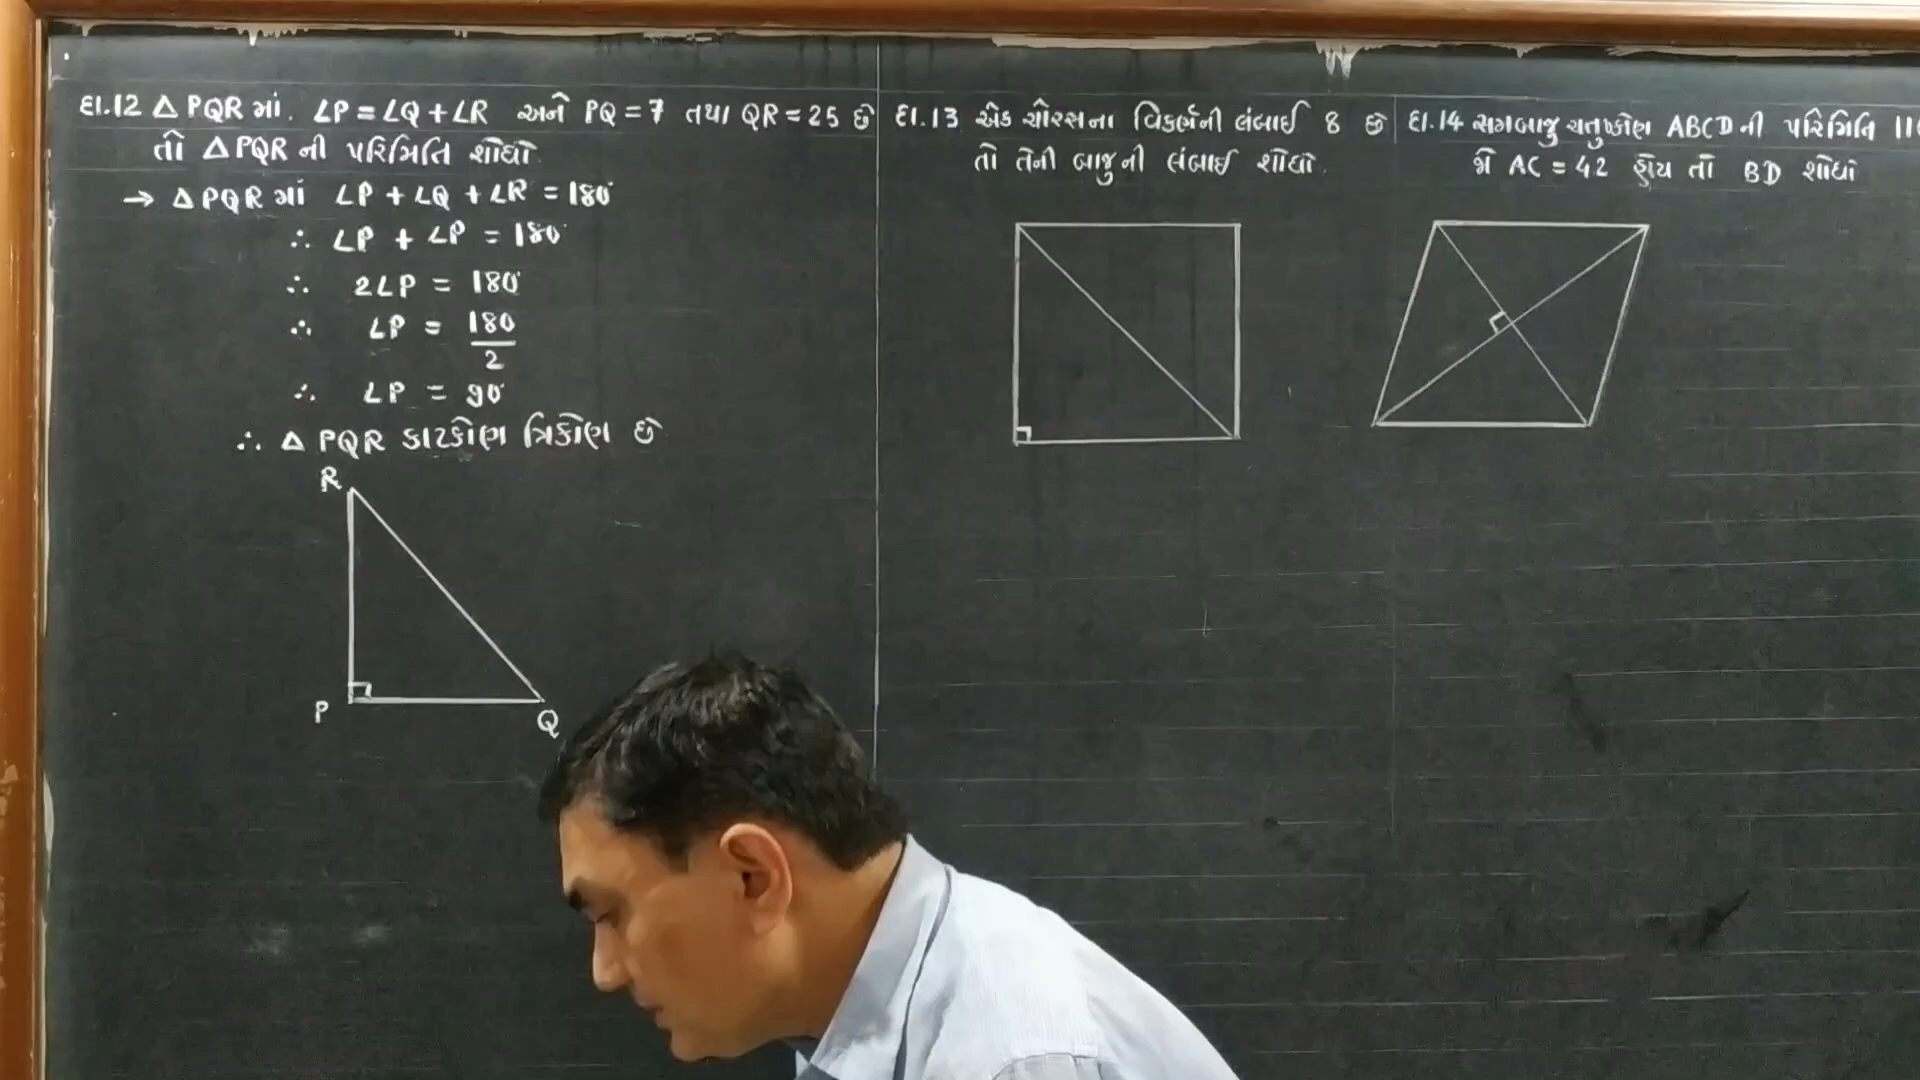 દા.12 △ PQR માં. ∠P = ∠Q + ∠R અને PQ = 7 તથા QR = 25 છે
તો △PQR ની પરિમિતિ શોધો.
→ △PQR માં ∠P + ∠Q + ∠R = 180°
∴ ∠P + ∠P = 180°
∴ 2∠P = 180°
∴ ∠P = 180/2
∴ ∠P = 90°
∴ △ PQR કાટકોણ ત્રિકોણ છે
R
P
Q
દા.13 એક ચોરસના વિકર્ણની લંબાઈ 8 છે
તો તેની બાજુની લંબાઈ શોધો.
દા.14 સમબાજુ ચતુષ્કોણ ABCD ની પરિમિતિ
જો AC = 42 હોય તો BD શોધો